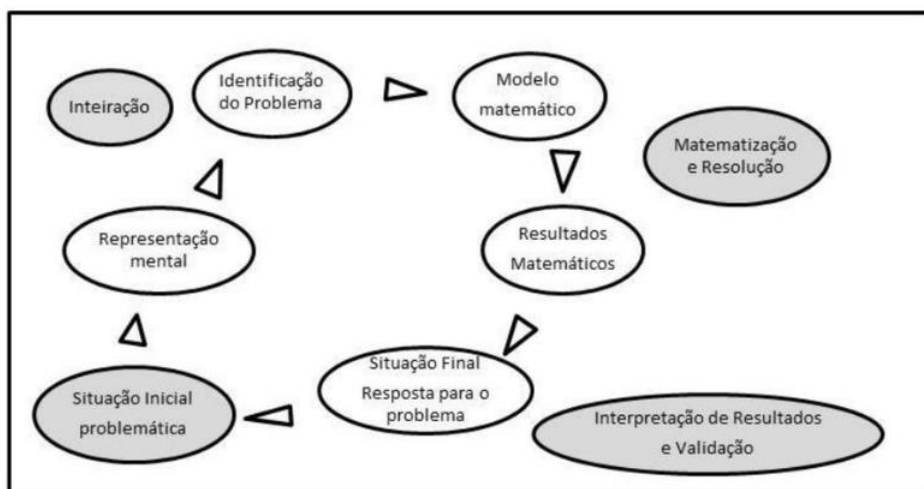 Inteiração
Identificação
do Problema
Modelo
matemático
Matematização
e Resolução
Representação
mental
Resultados
Matemáticos
Situação Inicial
problemática
Situação Final
Resposta para o
problema
Interpretação de Resultados
e Validação